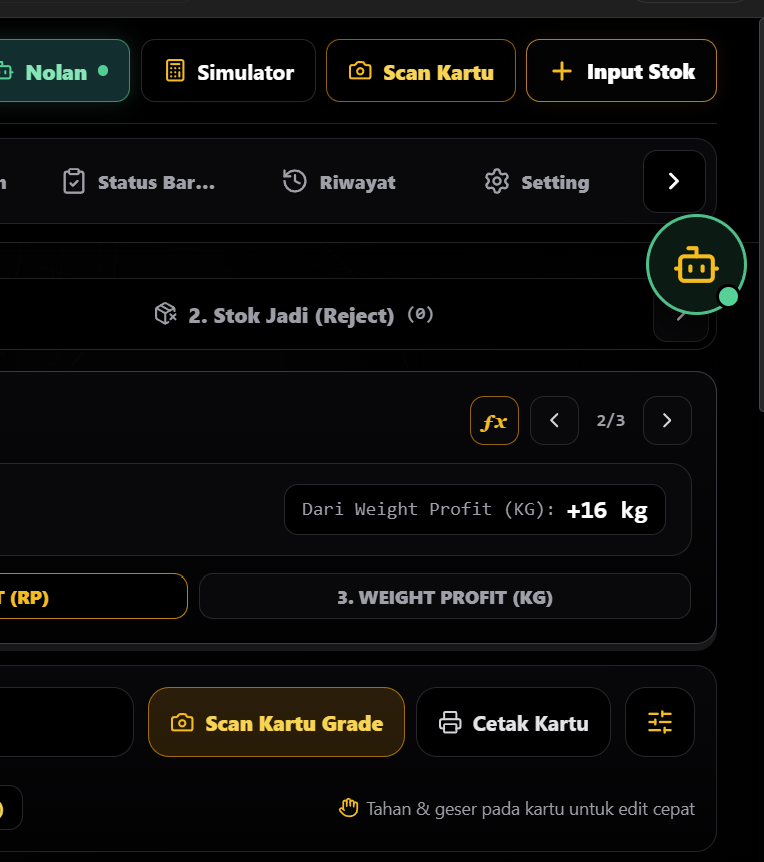 Nolan Simulator Scan Kartu Input Stok
Status Bar... Riwayat Setting
2. Stok Jadi (Reject) (0)
fx 2/3
Dari Weight Profit (KG): +16 kg
(RP) 3. WEIGHT PROFIT (KG)
Scan Kartu Grade Cetak Kartu
Tahan & geser pada kartu untuk edit cepat